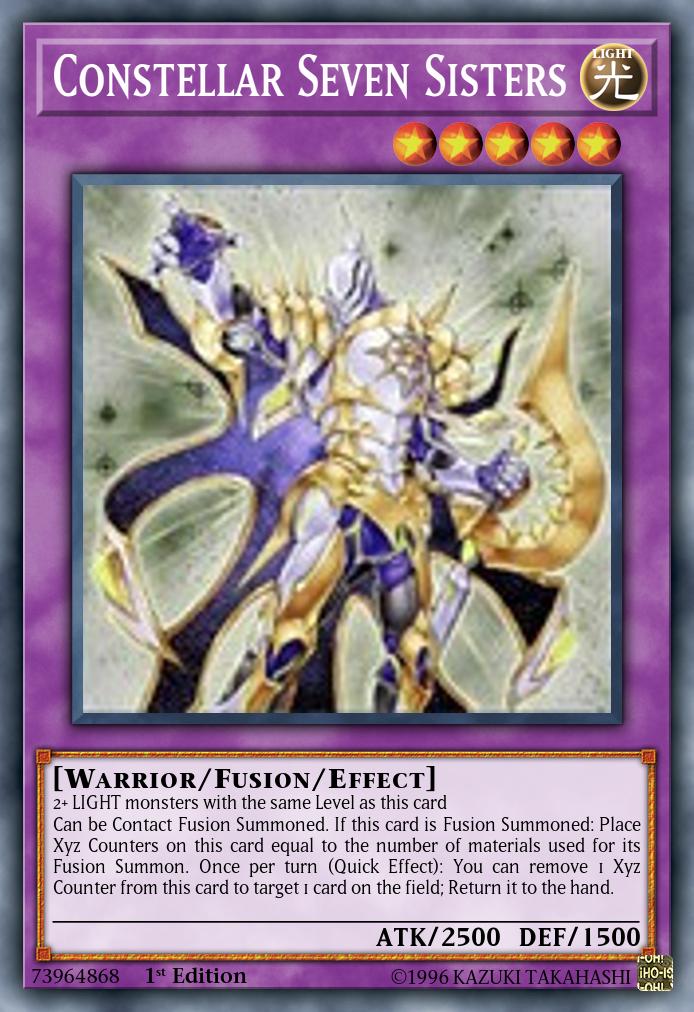 CONSTELLAR SEVEN SISTERS
LIGHT
光
[WARRIOR/FUSION/EFFECT]
2+ LIGHT monsters with the same Level as this card
Can be Contact Fusion Summoned. If this card is Fusion Summoned: Place
Xyz Counters on this card equal to the number of materials used for its
Fusion Summon. Once per turn (Quick Effect): You can remove 1 Xyz
Counter from this card to target 1 card on the field; Return it to the hand.
ATK/2500 DEF/1500
73964868 1st Edition ©1996 KAZUKI TAKAHASHI